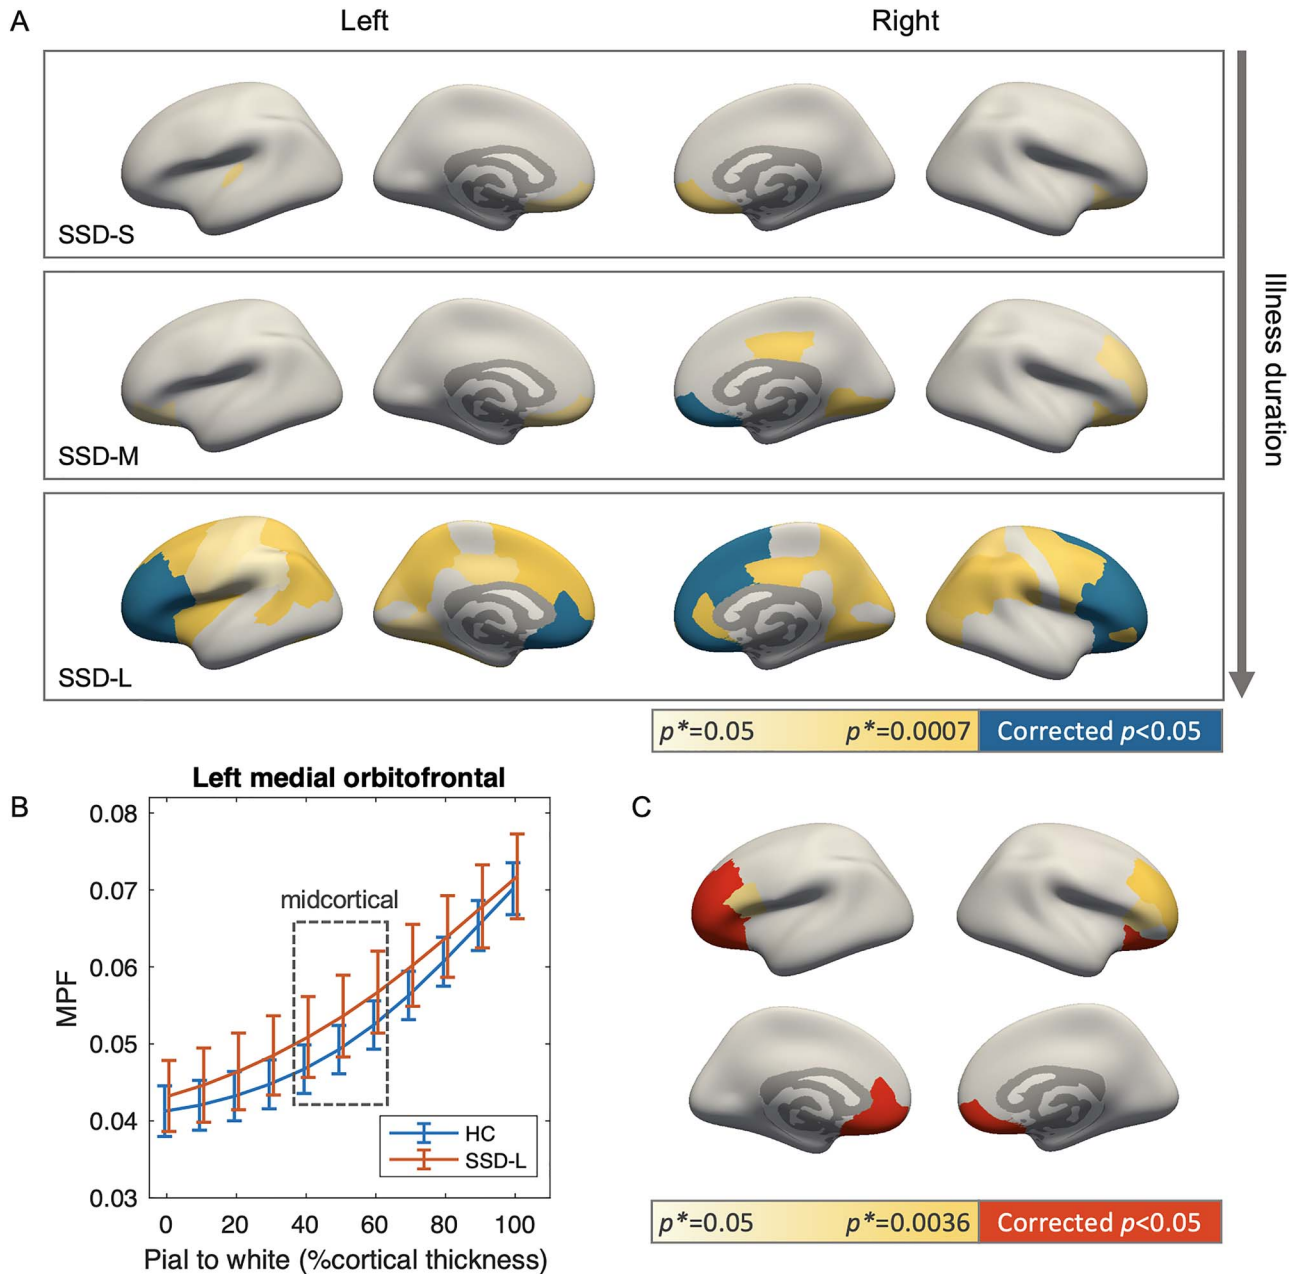 A
Left
Right
SSD-S
SSD-M
SSD-L
Illness duration
p*=0.05
p*=0.0007
Corrected p<0.05
B
Left medial orbitofrontal
0.08
0.07
0.06
0.05
0.04
0.03
MPF
midcortical
HC
SSD-L
0
20
40
60
80
100
Pial to white (%cortical thickness)
C
p*=0.05
p*=0.0036
Corrected p<0.05